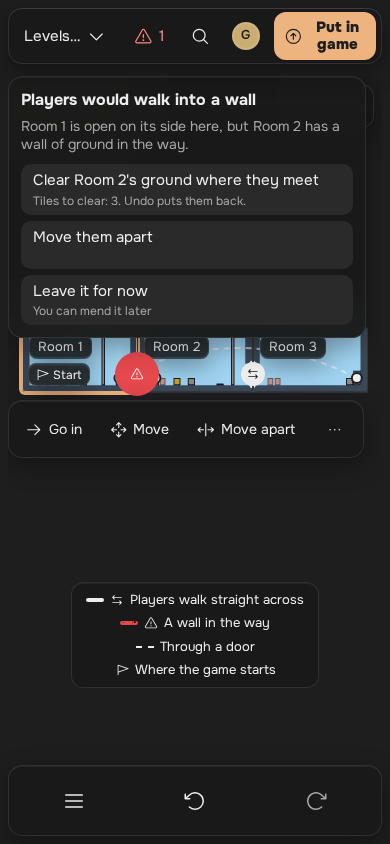 Levels...
1
G
Put in
game
Players would walk into a wall
Room 1 is open on its side here, but Room 2 has a
wall of ground in the way.
Clear Room 2's ground where they meet
Tiles to clear: 3. Undo puts them back.
Move them apart
Leave it for now
You can mend it later
Room 1
Room 2
Room 3
Start
Go in
Move
Move apart
...
Players walk straight across
A wall in the way
Through a door
Where the game starts